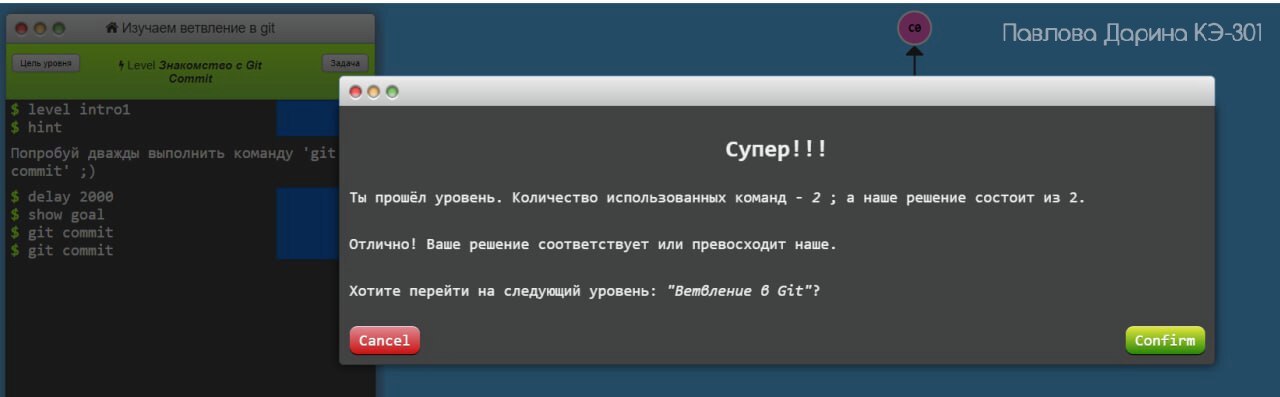 Изучаем ветвление в git
Цель уровня
Level Знакомство с Git
Commit
Задача
$ level intro1
$ hint
Попробуй дважды выполнить команду 'git
commit' ;)
$ delay 2000
$ show goal
$ git commit
$ git commit
c0
Павлова Дарина КЭ-301
Супер!!!
Ты прошёл уровень. Количество использованных команд - 2 ; а наше решение состоит из 2.
Отлично! Ваше решение соответствует или превосходит наше.
Хотите перейти на следующий уровень: "Ветвление в Git"?
Cancel
Confirm